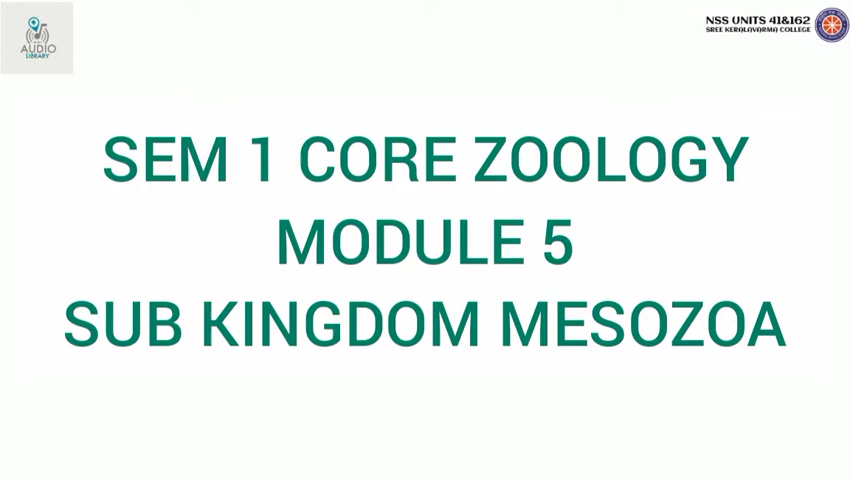 AUDIO
LIBRARY
NSS UNITS 41&162
SREE KERALAVARMA COLLEGE
SEM 1 CORE ZOOLOGY
MODULE 5
SUB KINGDOM MESOZOA